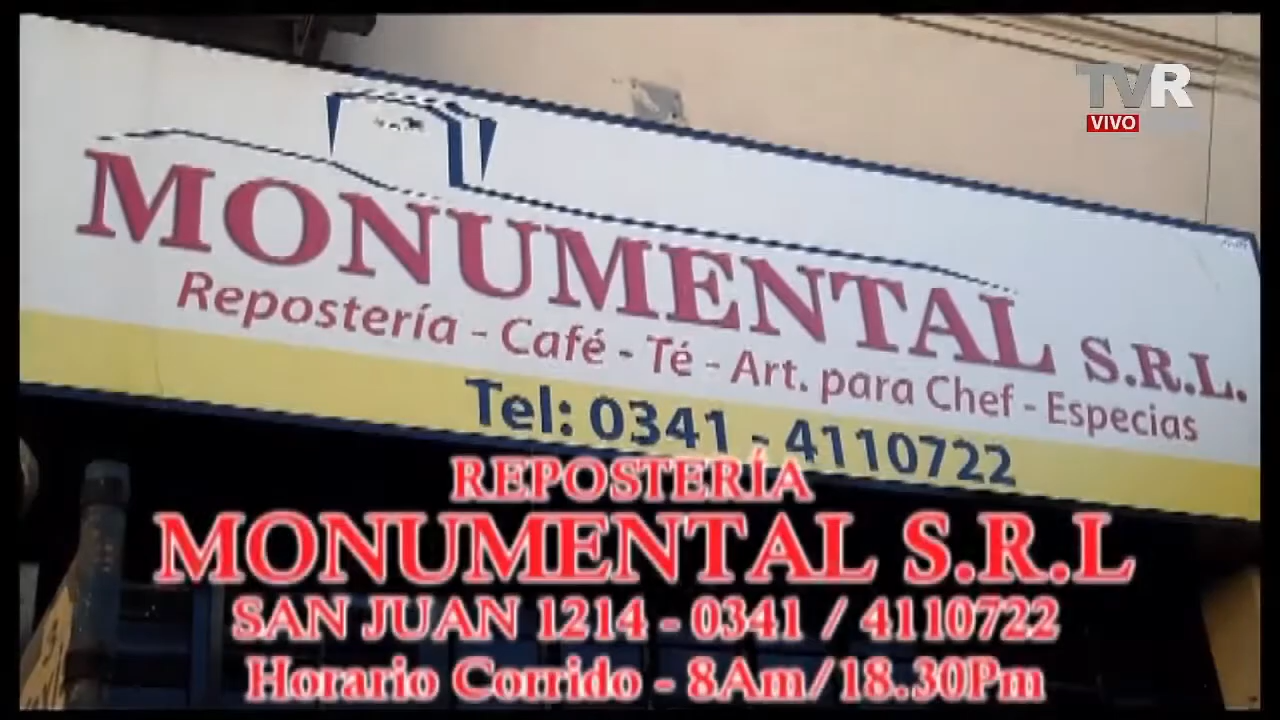 TVR
VIVO
MONUMENTAL S.R.L.
Repostería - Café - Té - Art. para Chef - Especias
Tel: 0341 - 4110722
REPOSTERÍA
MONUMENTAL S.R.L
SAN JUAN 1214 - 0341 / 4110722
Horario Corrido - 8Am/18.30Pm